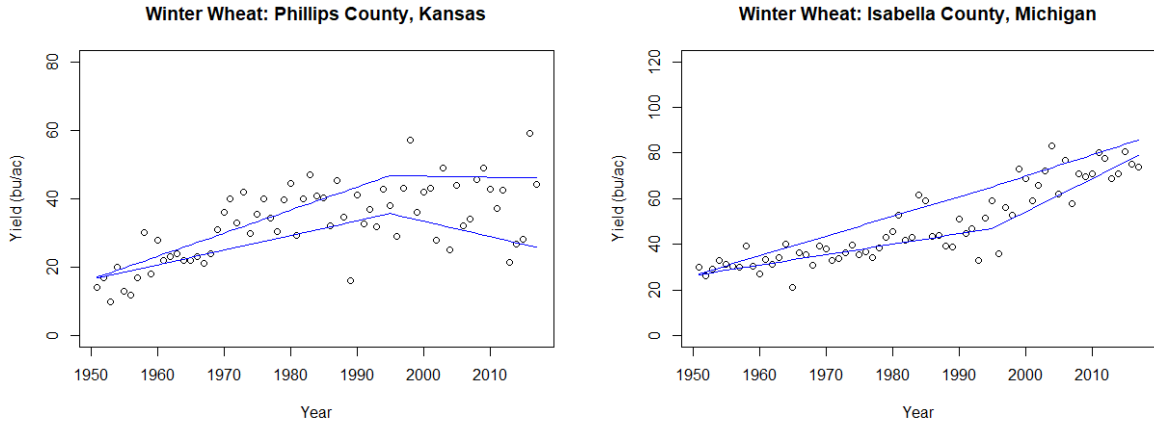 Winter Wheat: Phillips County, Kansas
Yield (bu/ac)
80
60
40
20
0
1950 1960 1970 1980 1990 2000 2010
Year
Winter Wheat: Isabella County, Michigan
Yield (bu/ac)
120
100
80
60
40
20
0
1950 1960 1970 1980 1990 2000 2010
Year